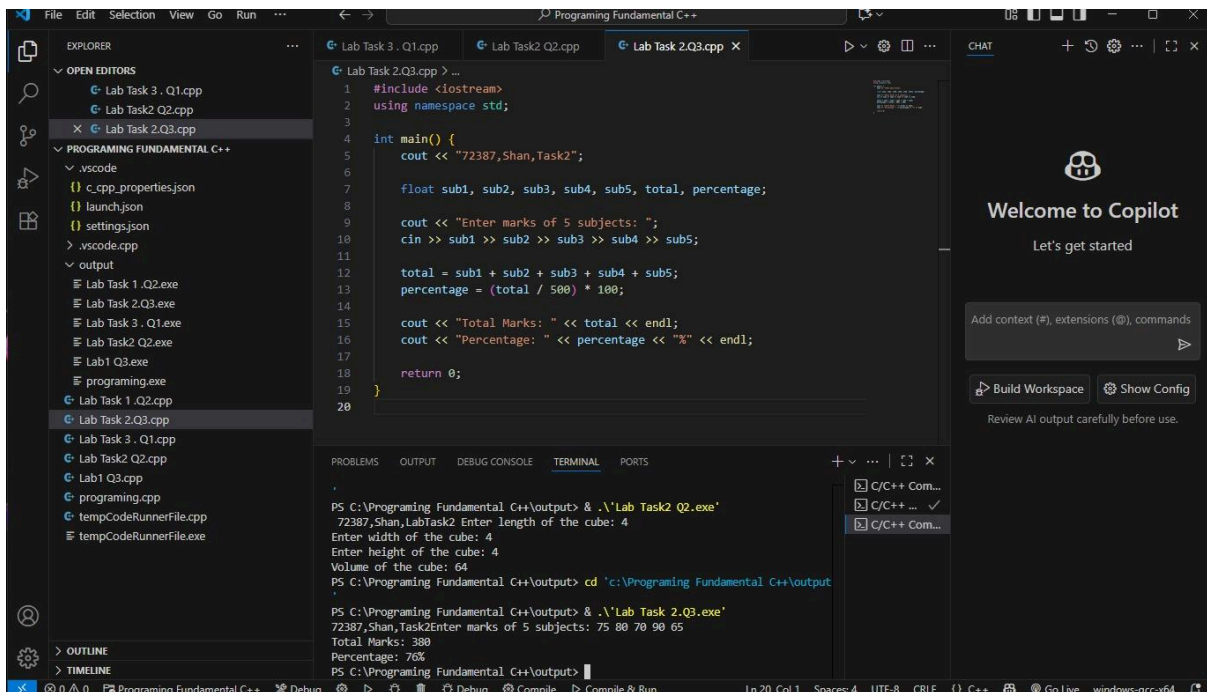 File Edit Selection View Go Run ...
Programing Fundamental C++
EXPLORER
OPEN EDITORS
Lab Task 3 . Q1.cpp
Lab Task2 Q2.cpp
Lab Task 2.Q3.cpp
PROGRAMING FUNDAMENTAL C++
.vscode
{} c_cpp_properties.json
{} launch.json
{} settings.json
.vscode.cpp
output
Lab Task 1 .Q2.exe
Lab Task 2.Q3.exe
Lab Task 3 . Q1.exe
Lab Task2 Q2.exe
Lab1 Q3.exe
programing.exe
Lab Task 1 .Q2.cpp
Lab Task 2.Q3.cpp
Lab Task 3 . Q1.cpp
Lab Task2 Q2.cpp
Lab1 Q3.cpp
programing.cpp
tempCodeRunnerFile.cpp
tempCodeRunnerFile.exe
OUTLINE
TIMELINE
Lab Task 3 . Q1.cpp Lab Task2 Q2.cpp Lab Task 2.Q3.cpp
Lab Task 2.Q3.cpp > ...
1 #include <iostream>
2 using namespace std;
3
4 int main() {
5 cout << "72387,Shan,Task2";
6
7 float sub1, sub2, sub3, sub4, sub5, total, percentage;
8
9 cout << "Enter marks of 5 subjects: ";
10 cin >> sub1 >> sub2 >> sub3 >> sub4 >> sub5;
11
12 total = sub1 + sub2 + sub3 + sub4 + sub5;
13 percentage = (total / 500) * 100;
14
15 cout << "Total Marks: " << total << endl;
16 cout << "Percentage: " << percentage << "%" << endl;
17
18 return 0;
19 }
20
PROBLEMS OUTPUT DEBUG CONSOLE TERMINAL PORTS
'
PS C:\Programing Fundamental C++\output> & .\'Lab Task2 Q2.exe'
72387,Shan,LabTask2 Enter length of the cube: 4
Enter width of the cube: 4
Enter height of the cube: 4
Volume of the cube: 64
PS C:\Programing Fundamental C++\output> cd 'c:\Programing Fundamental C++\output
'
PS C:\Programing Fundamental C++\output> & .\'Lab Task 2.Q3.exe'
72387,Shan,Task2Enter marks of 5 subjects: 75 80 70 90 65
Total Marks: 380
Percentage: 76%
PS C:\Programing Fundamental C++\output>
C/C++ Com...
C/C++ ...
C/C++ Com...
CHAT
Welcome to Copilot
Let's get started
Add context (#), extensions (@), commands
Build Workspace Show Config
Review AI output carefully before use.
0 0 Programing Fundamental C++ Debug Debug Compile Compile & Run Ln 20, Col 1 Spaces: 4 UTF-8 CRLF {} C++ Go Live windows-gcc-x64